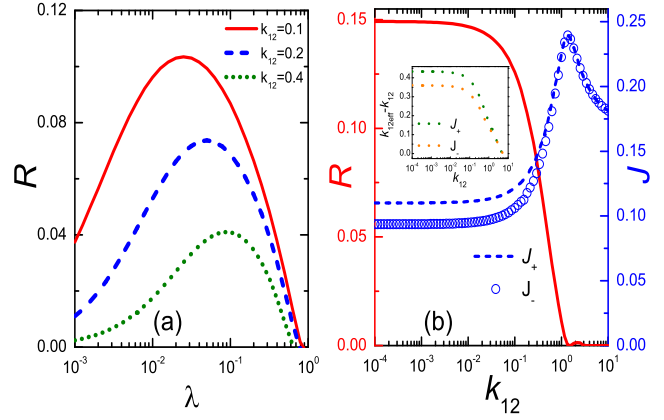 (a)
k12=0.1
k12=0.2
k12=0.4
R
0.12
0.08
0.04
0.00
10-3
10-2
10-1
100
λ
(b)
R
0.15
0.10
0.05
0.00
k12eff-k12
0.4
0.3
0.2
0.1
0.0
10-4
10-3
10-2
10-1
100
101
k12
J+
J-
J+
J-
0.25
0.20
0.15
0.10
0.05
0.00
J
10-4
10-3
10-2
10-1
100
101
k12